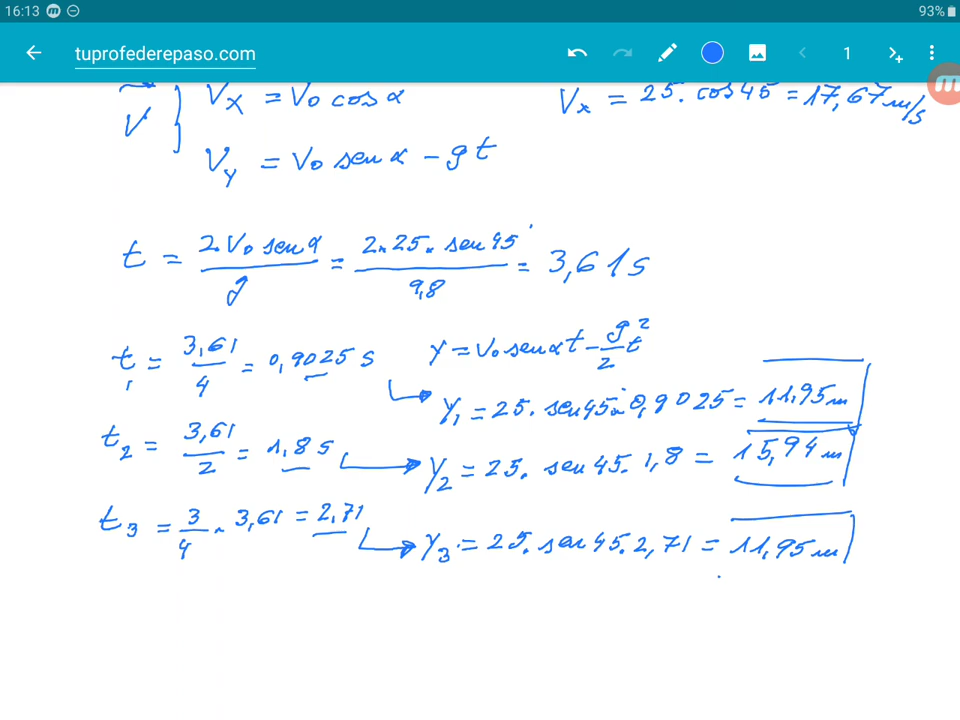 16:13 93%
tuprofederepaso.com 1
V } Vx = Vo cos α Vx = 25. cos 45 = 17,67 m/s
Vy = Vo sen α - g t
t = 2.Vo sen α / g = 2 x 25 x sen 45° / 9,8 = 3,61 s
t1 = 3,61 / 4 = 0,9025 s Y = Vo sen α t - g/2 t²
Y1 = 25. sen 45 x 0,9025 = 11,95 m
t2 = 3,61 / 2 = 1,8 s Y2 = 25. sen 45. 1,8 = 15,94 m
t3 = 3/4 x 3,61 = 2,71 Y3 = 25. sen 45. 2,71 = 11,95 m